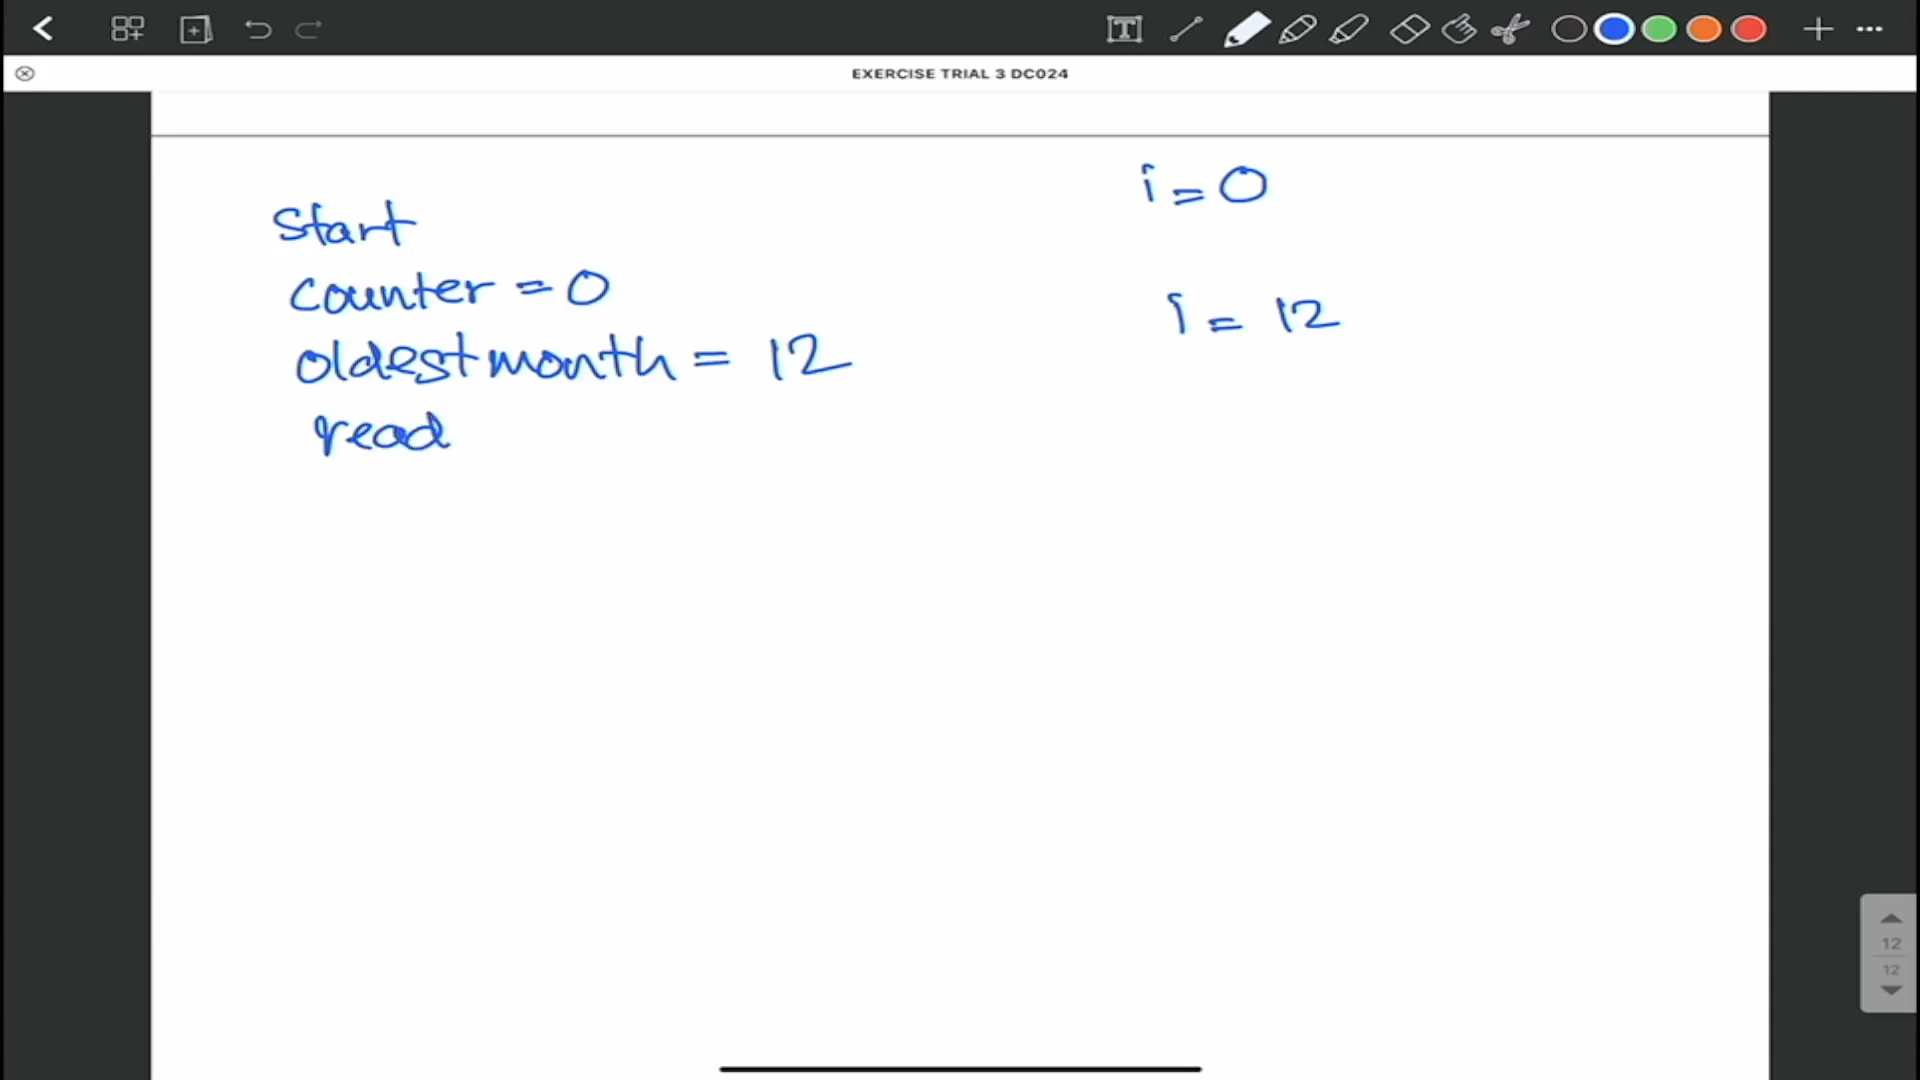 EXERCISE TRIAL 3 DC024
Start
counter = 0
oldestmonth = 12
read
i = 0
i = 12
12
12